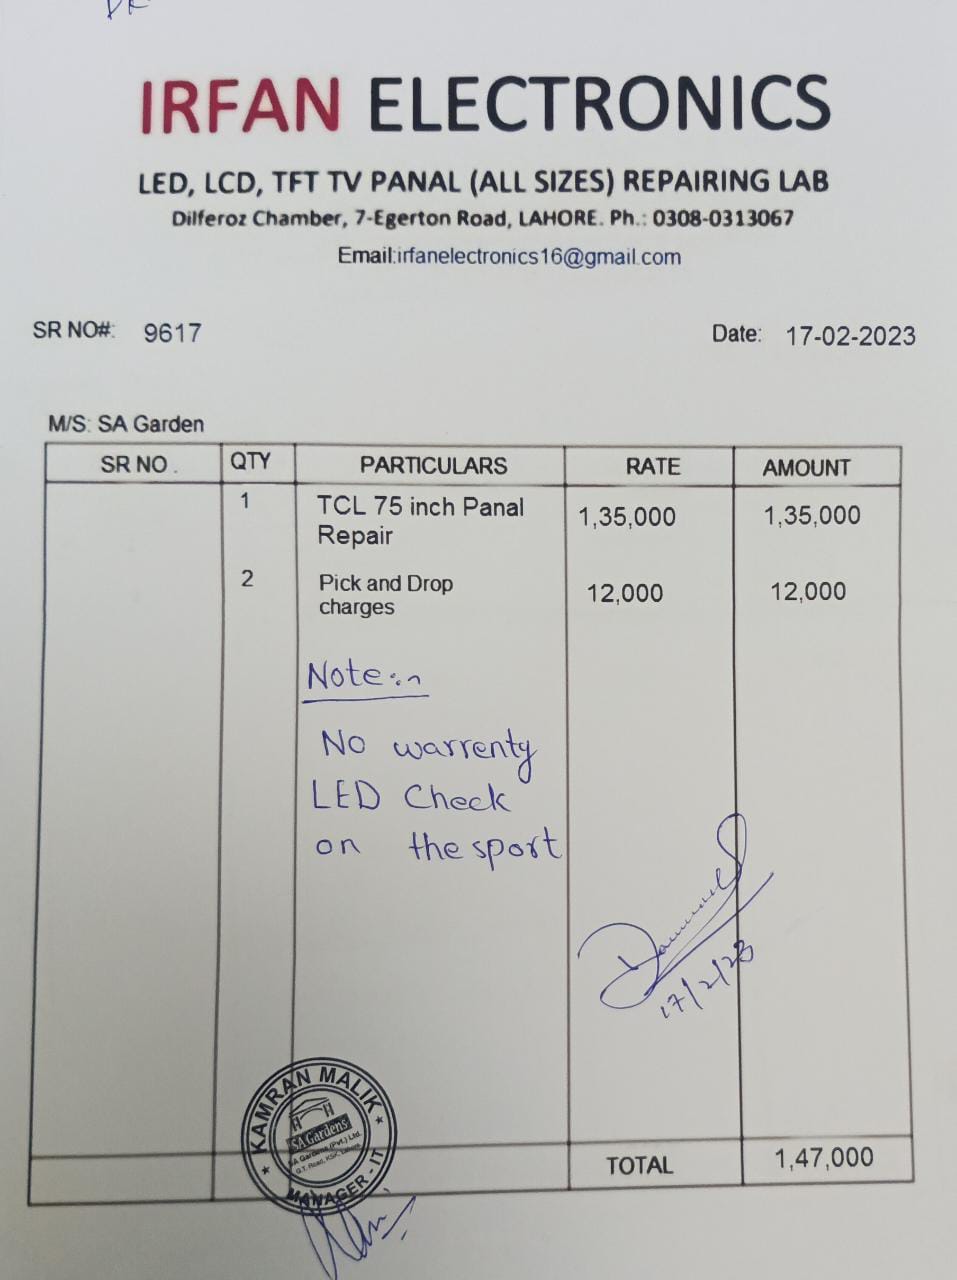 IRFAN ELECTRONICS
LED, LCD, TFT TV PANAL (ALL SIZES) REPAIRING LAB
Dilferoz Chamber, 7-Egerton Road, LAHORE. Ph.: 0308-0313067
Email:irfanelectronics16@gmail.com
SR NO#: 9617 Date: 17-02-2023
M/S: SA Garden
SR NO. QTY PARTICULARS RATE AMOUNT
1 TCL 75 inch Panal 1,35,000 1,35,000
Repair
2 Pick and Drop 12,000 12,000
charges
Note:
No warrenty
LED Check
on the sport
17/2/23
KAMRAN MALIK
SA Gardens
SA Gardens (Pvt.) Ltd.
G.T. Road, KSK, Lahore
MANAGER - IT
TOTAL 1,47,000